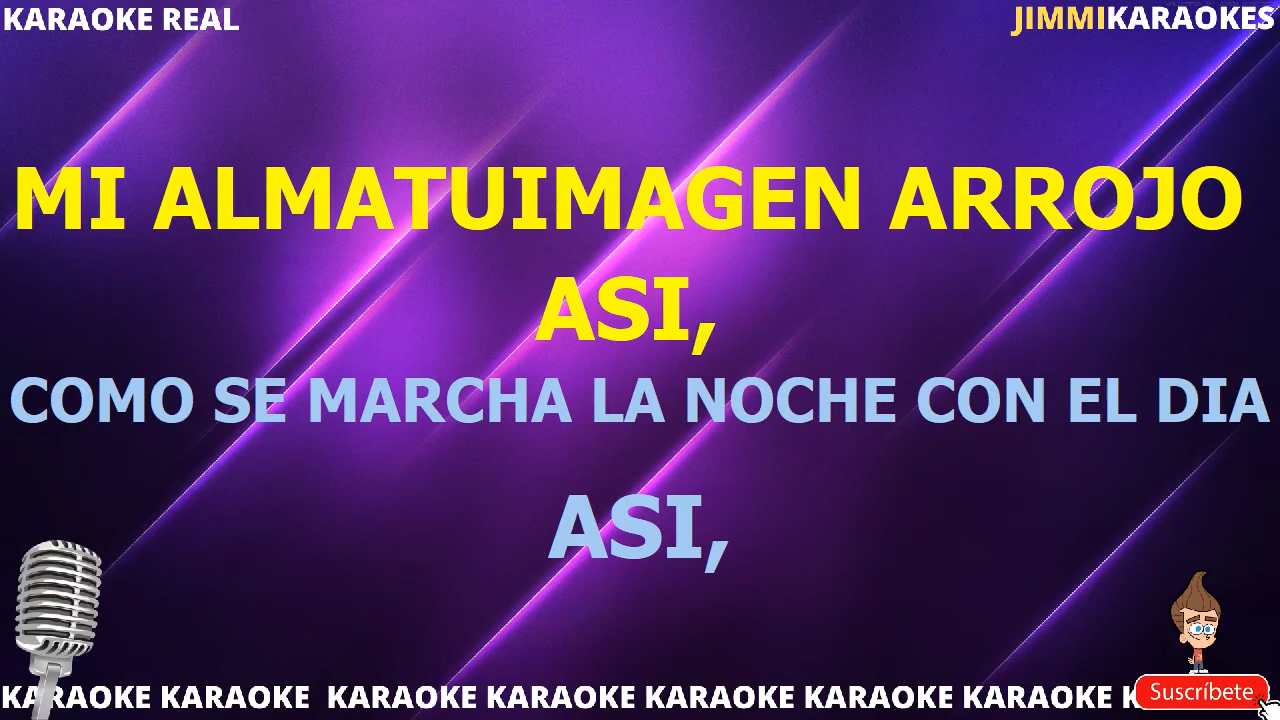 KARAOKE REAL
JIMMIKARAOKES
MI ALMATUIMAGEN ARROJO
ASI,
COMO SE MARCHA LA NOCHE CON EL DIA
ASI,
KARAOKE KARAOKE KARAOKE KARAOKE KARAOKE KARAOKE KARAOKE K
Suscríbete